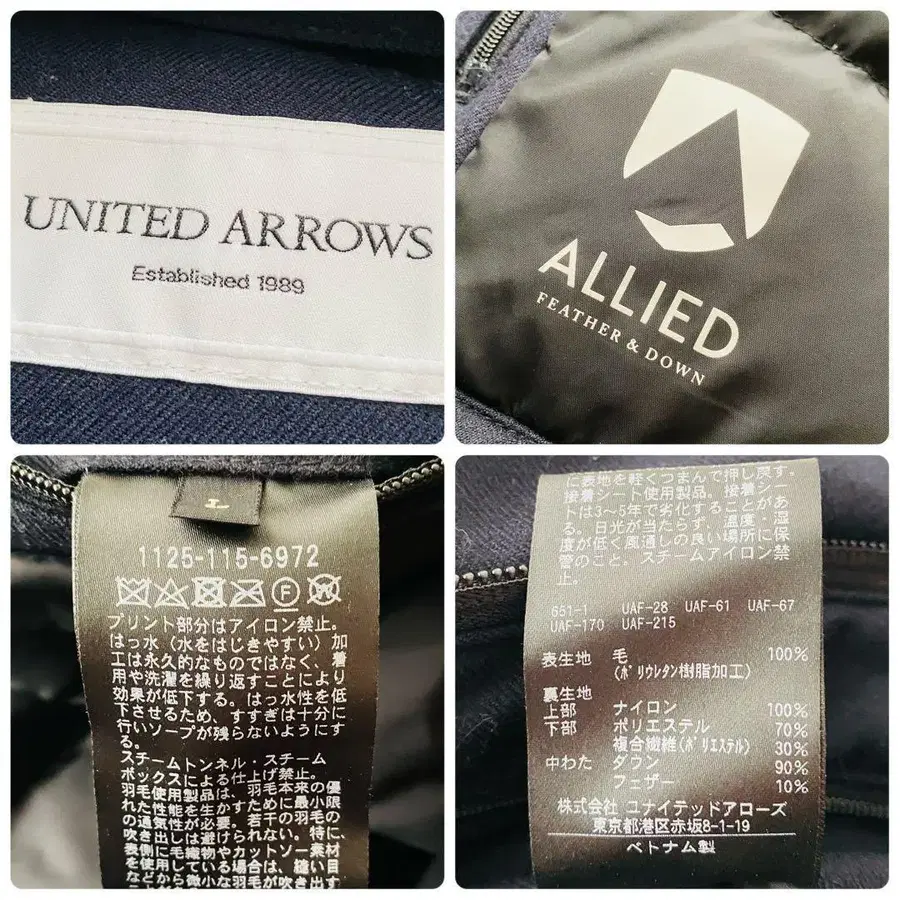 UNITED ARROWS
Established 1989
ALLIED
FEATHER & DOWN
L
1125-115-6972
プリント部分はアイロン禁止。
はっ水（水をはじきやすい）加
工は永久的なものではなく、着
用や洗濯を繰り返すことにより
効果が低下する。はっ水性を低
下させるため、すすぎは十分に
行いソープが残らないようにす
る。
スチームトンネル・スチーム
ボックスによる仕上げ禁止。
羽毛使用製品は、羽毛本来の優
れた性能を生かすために最小限
の通気性が必要。若干の羽毛の
吹き出しは避けられない。特に、
表側に毛織物やカットソー素材
を使用している場合は、縫い目
などから微小な羽毛が吹き出す
に表地を軽くつまんで押し戻す。
接着シート使用製品。接着シー
トは3～5年で劣化することがあ
る。日光が当たらず、温度・湿
度が低く風通しの良い場所に保
管のこと。スチームアイロン禁
止。
651-1 UAF-28 UAF-61 UAF-67
UAF-170 UAF-215
表生地 毛 100%
(ﾎﾟﾘｳﾚﾀﾝ樹脂加工)
裏生地
上部 ナイロン 100%
下部 ポリエステル 70%
複合繊維(ﾎﾟﾘｴｽﾃﾙ) 30%
中わた ダウン 90%
フェザー 10%
株式会社 ユナイテッドアローズ
東京都港区赤坂8-1-19
ベトナム製